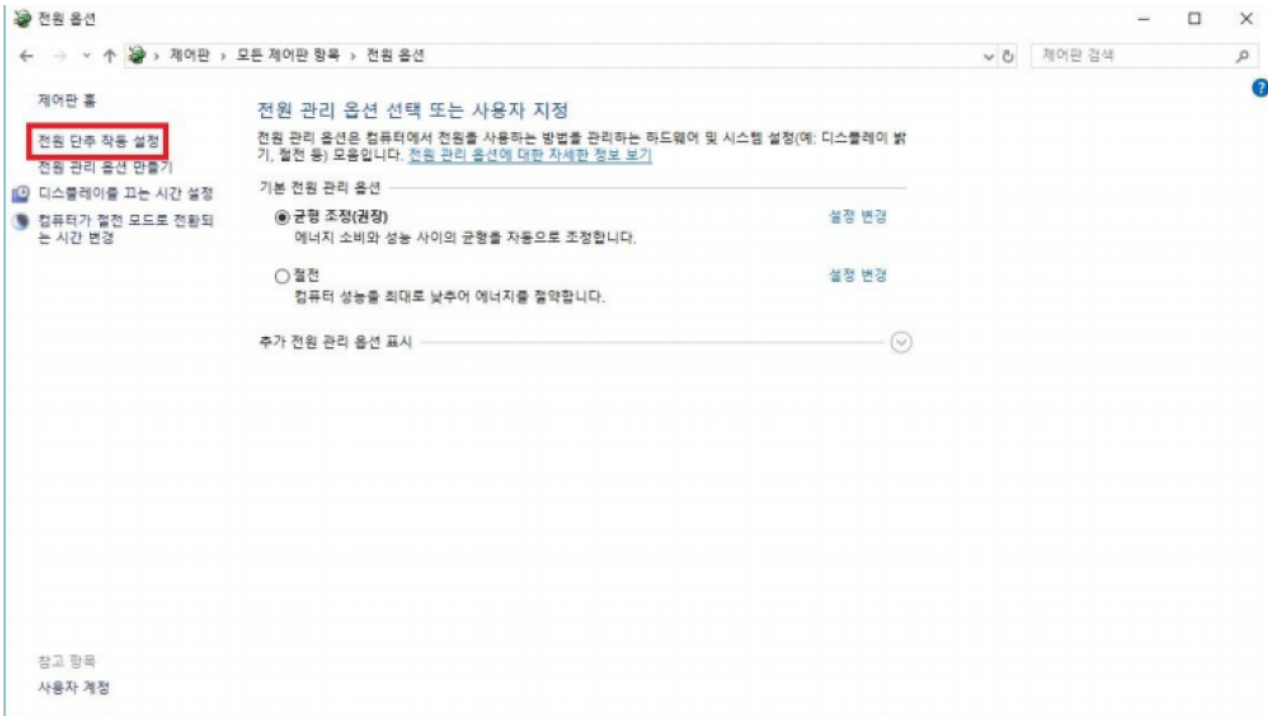 전원 옵션
제어판 › 모든 제어판 항목 › 전원 옵션
제어판 검색
제어판 홈
전원 단추 작동 설정
전원 관리 옵션 만들기
디스플레이를 끄는 시간 설정
컴퓨터가 절전 모드로 전환되
는 시간 변경
전원 관리 옵션 선택 또는 사용자 지정
전원 관리 옵션은 컴퓨터에서 전원을 사용하는 방법을 관리하는 하드웨어 및 시스템 설정(예: 디스플레이 밝
기, 절전 등) 모음입니다. 전원 관리 옵션에 대한 자세한 정보 보기
기본 전원 관리 옵션
균형 조정(권장) 설정 변경
에너지 소비와 성능 사이의 균형을 자동으로 조정합니다.
절전 설정 변경
컴퓨터 성능을 최대로 낮추어 에너지를 절약합니다.
추가 전원 관리 옵션 표시
참고 항목
사용자 계정